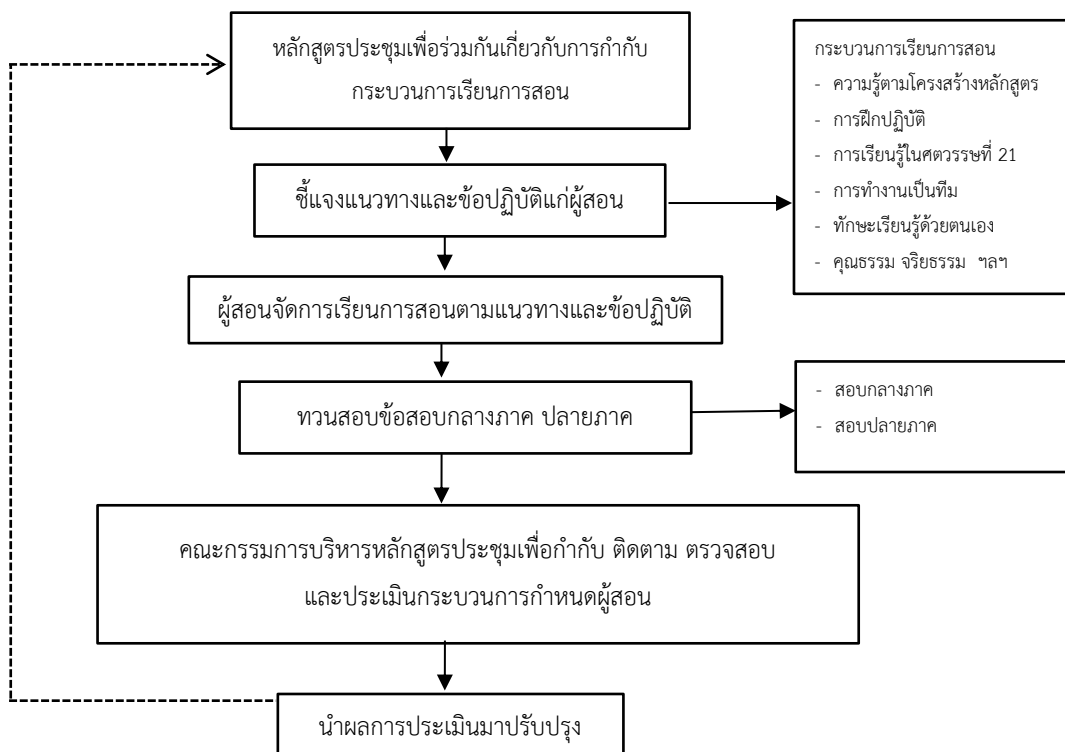 หลักสูตรประชุมเพื่อร่วมกันเกี่ยวกับการกำกับ
กระบวนการเรียนการสอน
กระบวนการเรียนการสอน
- ความรู้ตามโครงสร้างหลักสูตร
- การฝึกปฏิบัติ
- การเรียนรู้ในศตวรรษที่ 21
- การทำงานเป็นทีม
- ทักษะเรียนรู้ด้วยตนเอง
- คุณธรรม จริยธรรม ฯลฯ
ชี้แจงแนวทางและข้อปฏิบัติแก่ผู้สอน
ผู้สอนจัดการเรียนการสอนตามแนวทางและข้อปฏิบัติ
ทวนสอบข้อสอบกลางภาค ปลายภาค
- สอบกลางภาค
- สอบปลายภาค
คณะกรรมการบริหารหลักสูตรประชุมเพื่อกำกับ ติดตาม ตรวจสอบ
และประเมินกระบวนการกำหนดผู้สอน
นำผลการประเมินมาปรับปรุง